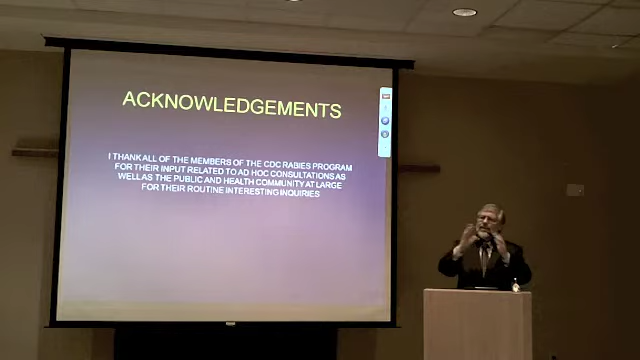 ACKNOWLEDGEMENTS
I THANK ALL OF THE MEMBERS OF THE CDC RABIES PROGRAM
FOR THEIR INPUT RELATED TO AD HOC CONSULTATIONS AS
WELL AS THE PUBLIC AND HEALTH COMMUNITY AT LARGE
FOR THEIR ROUTINE INTERESTING INQUIRIES